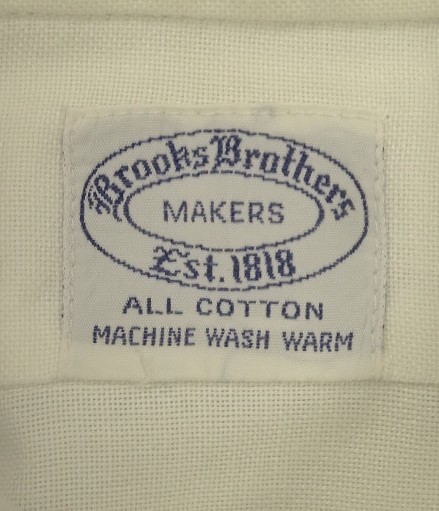 Brooks Brothers
MAKERS
Est. 1818
ALL COTTON
MACHINE WASH WARM